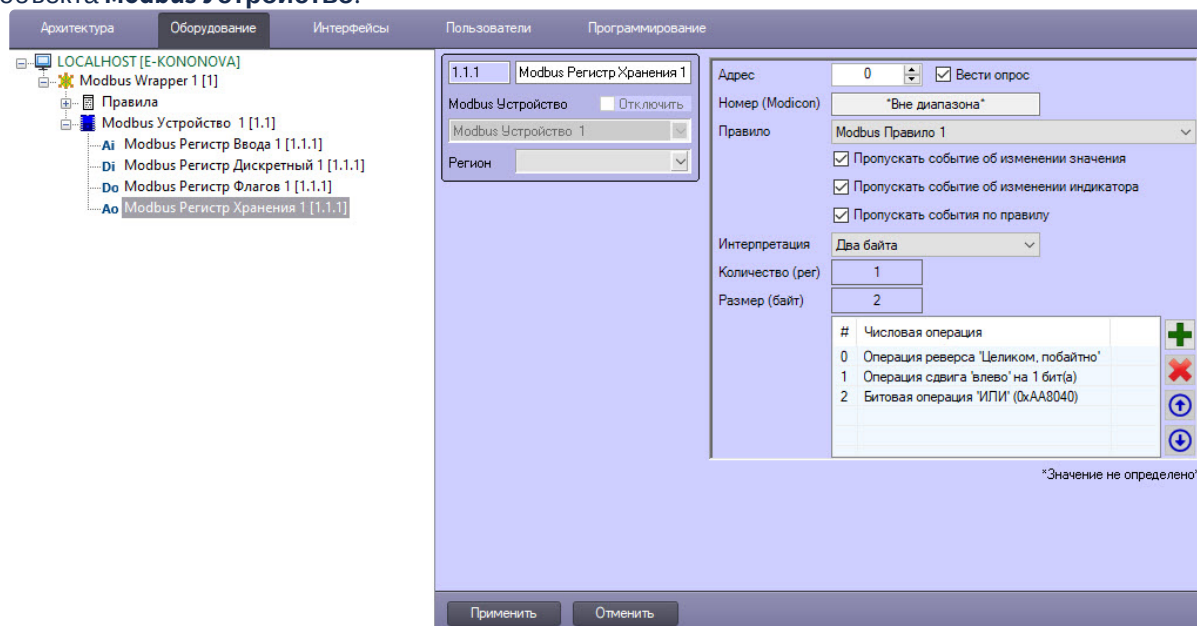 объекта Modbus Устройство.
Архитектура Оборудование Интерфейсы Пользователи Программирование
LOCALHOST [E-KONONOVA]
Modbus Wrapper 1 [1]
Правила
Modbus Устройство 1 [1.1]
Ai Modbus Регистр Ввода 1 [1.1.1]
Di Modbus Регистр Дискретный 1 [1.1.1]
Do Modbus Регистр Флагов 1 [1.1.1]
Ao Modbus Регистр Хранения 1 [1.1.1]
1.1.1 Modbus Регистр Хранения 1
Modbus Устройство Отключить
Modbus Устройство 1
Регион
Адрес 0 Вести опрос
Номер (Modicon) *Вне диапазона*
Правило Modbus Правило 1
Пропускать событие об изменении значения
Пропускать событие об изменении индикатора
Пропускать события по правилу
Интерпретация Два байта
Количество (рег) 1
Размер (байт) 2
# Числовая операция
0 Операция реверса 'Целиком, побайтно'
1 Операция сдвига 'влево' на 1 бит(а)
2 Битовая операция 'ИЛИ' (0xAA8040)
*Значение не определено*
Применить Отменить